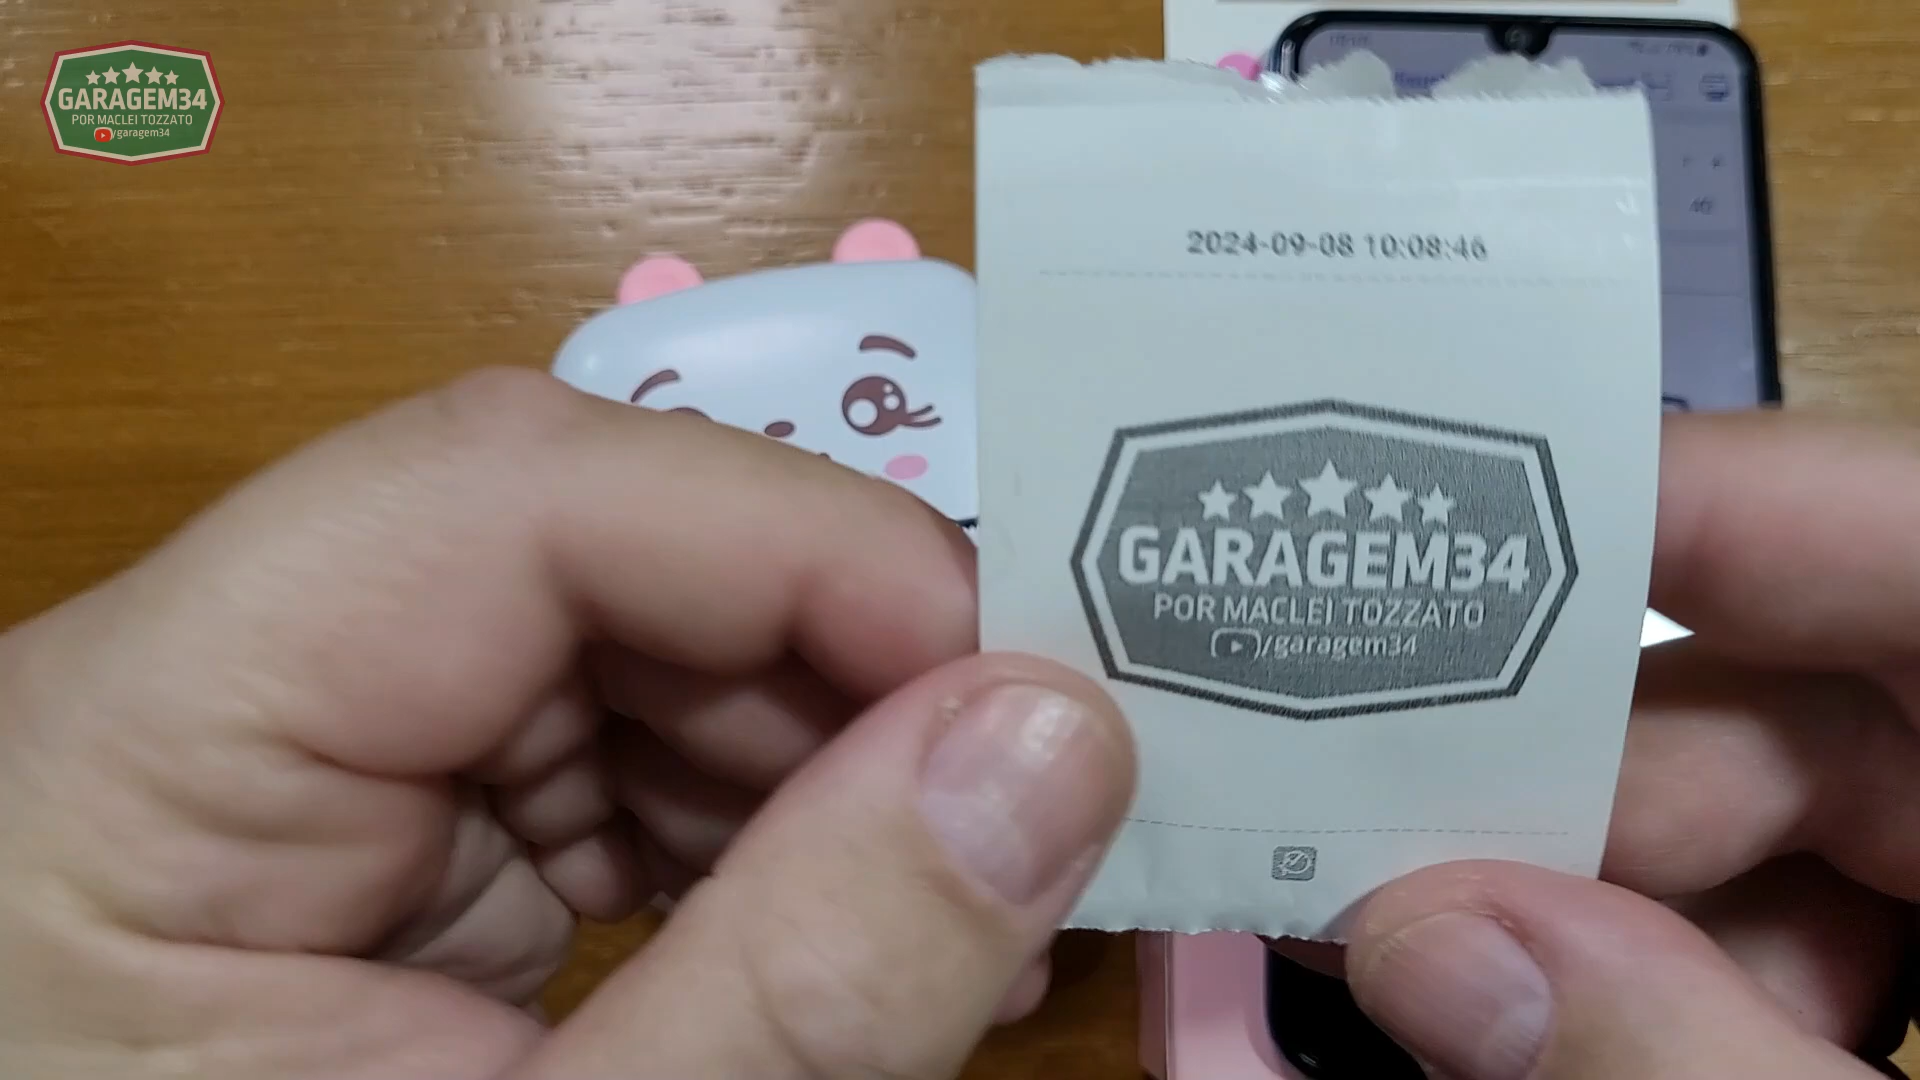 GARAGEM34
POR MACLEI TOZZATO
/garagem34
2024-09-08 10:08:46
GARAGEM34
POR MACLEI TOZZATO
/garagem34